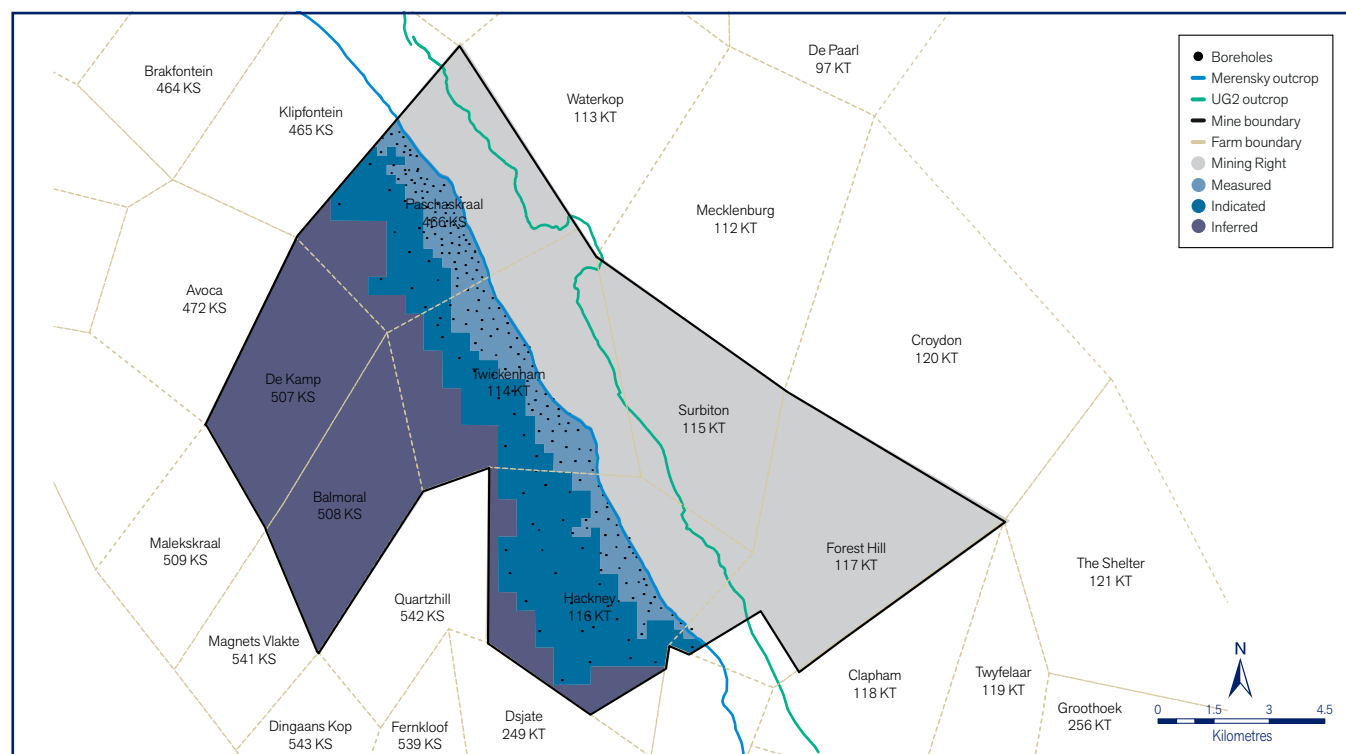 De Paarl
97 KT
Brakfontein
464 KS
Klipfontein
465 KS
Waterkop
113 KT
Boreholes
Merensky outcrop
UG2 outcrop
Mine boundary
Farm boundary
Mining Right
Measured
Indicated
Inferred
Paschaskraal
466 KS
Mecklenburg
112 KT
Avoca
472 KS
Croydon
120 KT
De Kamp
507 KS
Twickenham
114 KT
Surbiton
115 KT
Balmoral
508 KS
Malekskraal
509 KS
Forest Hill
117 KT
The Shelter
121 KT
Quartzhill
542 KS
Hackney
116 KT
Magnets Vlakte
541 KS
Clapham
118 KT
Twyfelaar
119 KT
Groothoek
256 KT
Dsjate
249 KT
Dingaans Kop
543 KS
Fernkloof
539 KS
N
0 1.5 3 4.5
Kilometres